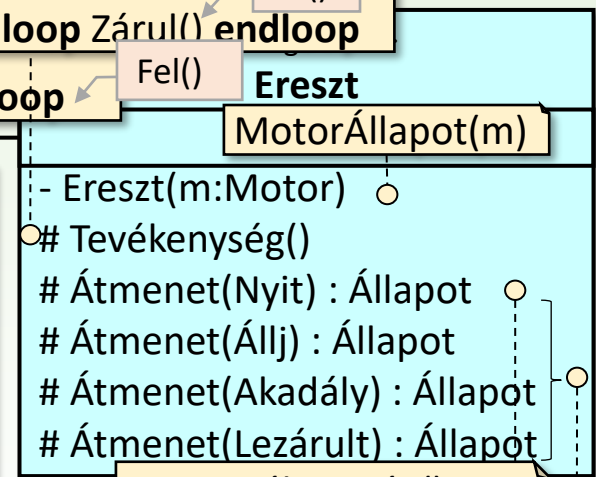 loop Zárul() endloop
Fel()
Ereszt
MotorÁllapot(m)
- Ereszt(m:Motor)
# Tevékenység()
# Átmenet(Nyit) : Állapot
# Átmenet(Állj) : Állapot
# Átmenet(Akadály) : Állapot
# Átmenet(Lezárult) : Állapot